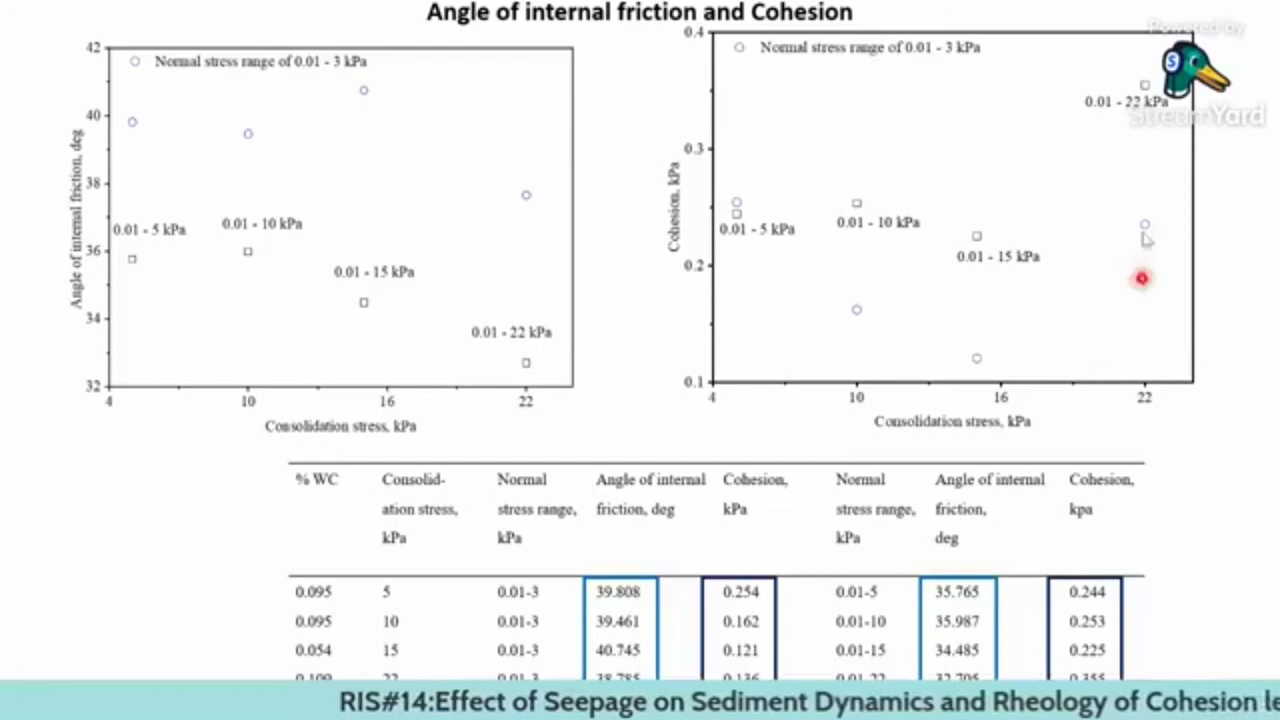 Angle of internal friction and Cohesion
Powered by
StreamYard
42
40
38
36
34
32
4
10
16
22
Angle of internal friction, deg
Consolidation stress, kPa
Normal stress range of 0.01 - 3 kPa
0.01 - 5 kPa
0.01 - 10 kPa
0.01 - 15 kPa
0.01 - 22 kPa
0.4
0.3
0.2
0.1
4
10
16
22
Cohesion, kPa
Consolidation stress, kPa
Normal stress range of 0.01 - 3 kPa
0.01 - 22 kPa
0.01 - 5 kPa
0.01 - 10 kPa
0.01 - 15 kPa
% WC Consolid- Normal Angle of internal Cohesion, Normal Angle of internal Cohesion,
ation stress, stress range, friction, deg kPa stress range, friction, kpa
kPa kPa kPa deg
0.095 5 0.01-3 39.808 0.254 0.01-5 35.765 0.244
0.095 10 0.01-3 39.461 0.162 0.01-10 35.987 0.253
0.054 15 0.01-3 40.745 0.121 0.01-15 34.485 0.225
RIS#14:Effect of Seepage on Sediment Dynamics and Rheology of Cohesion le